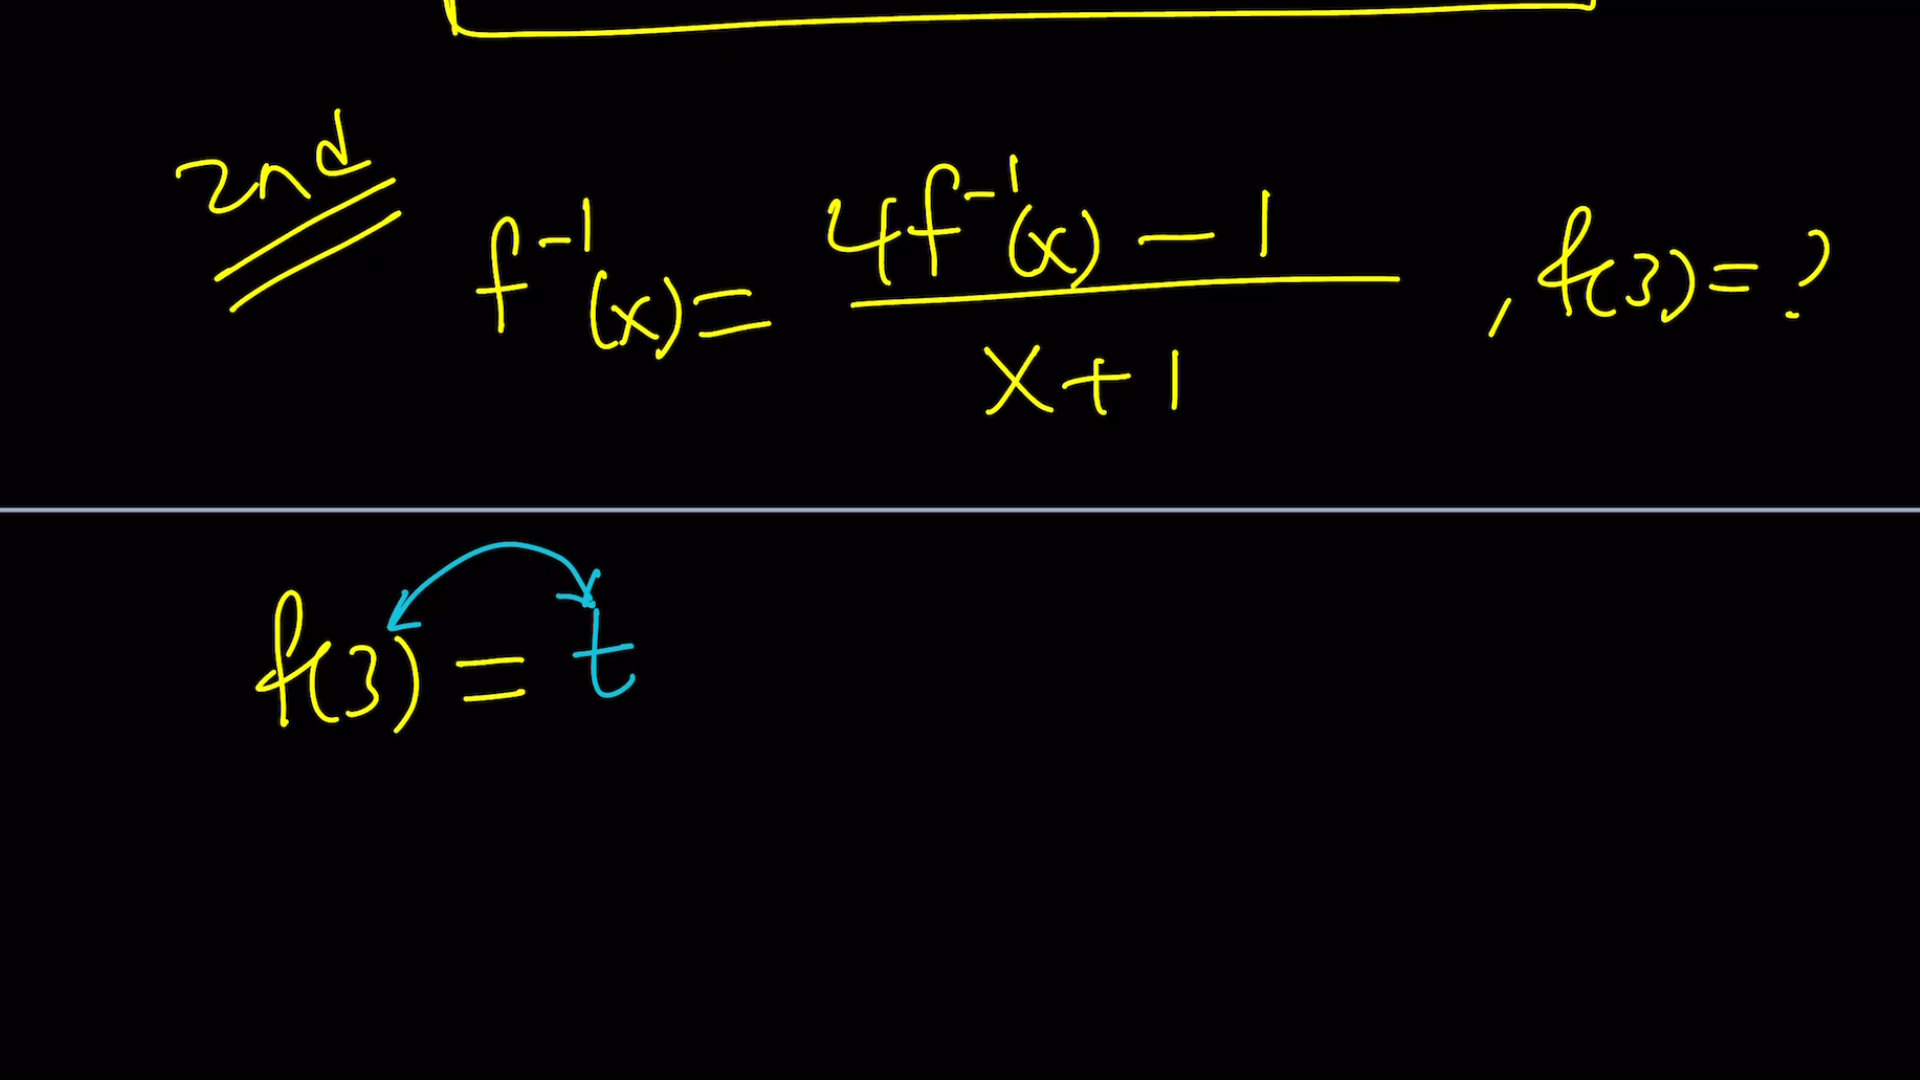 2nd
f⁻¹(x) = (4f⁻¹(x) − 1)/(x + 1) , f(3) = ?
f(3) = t